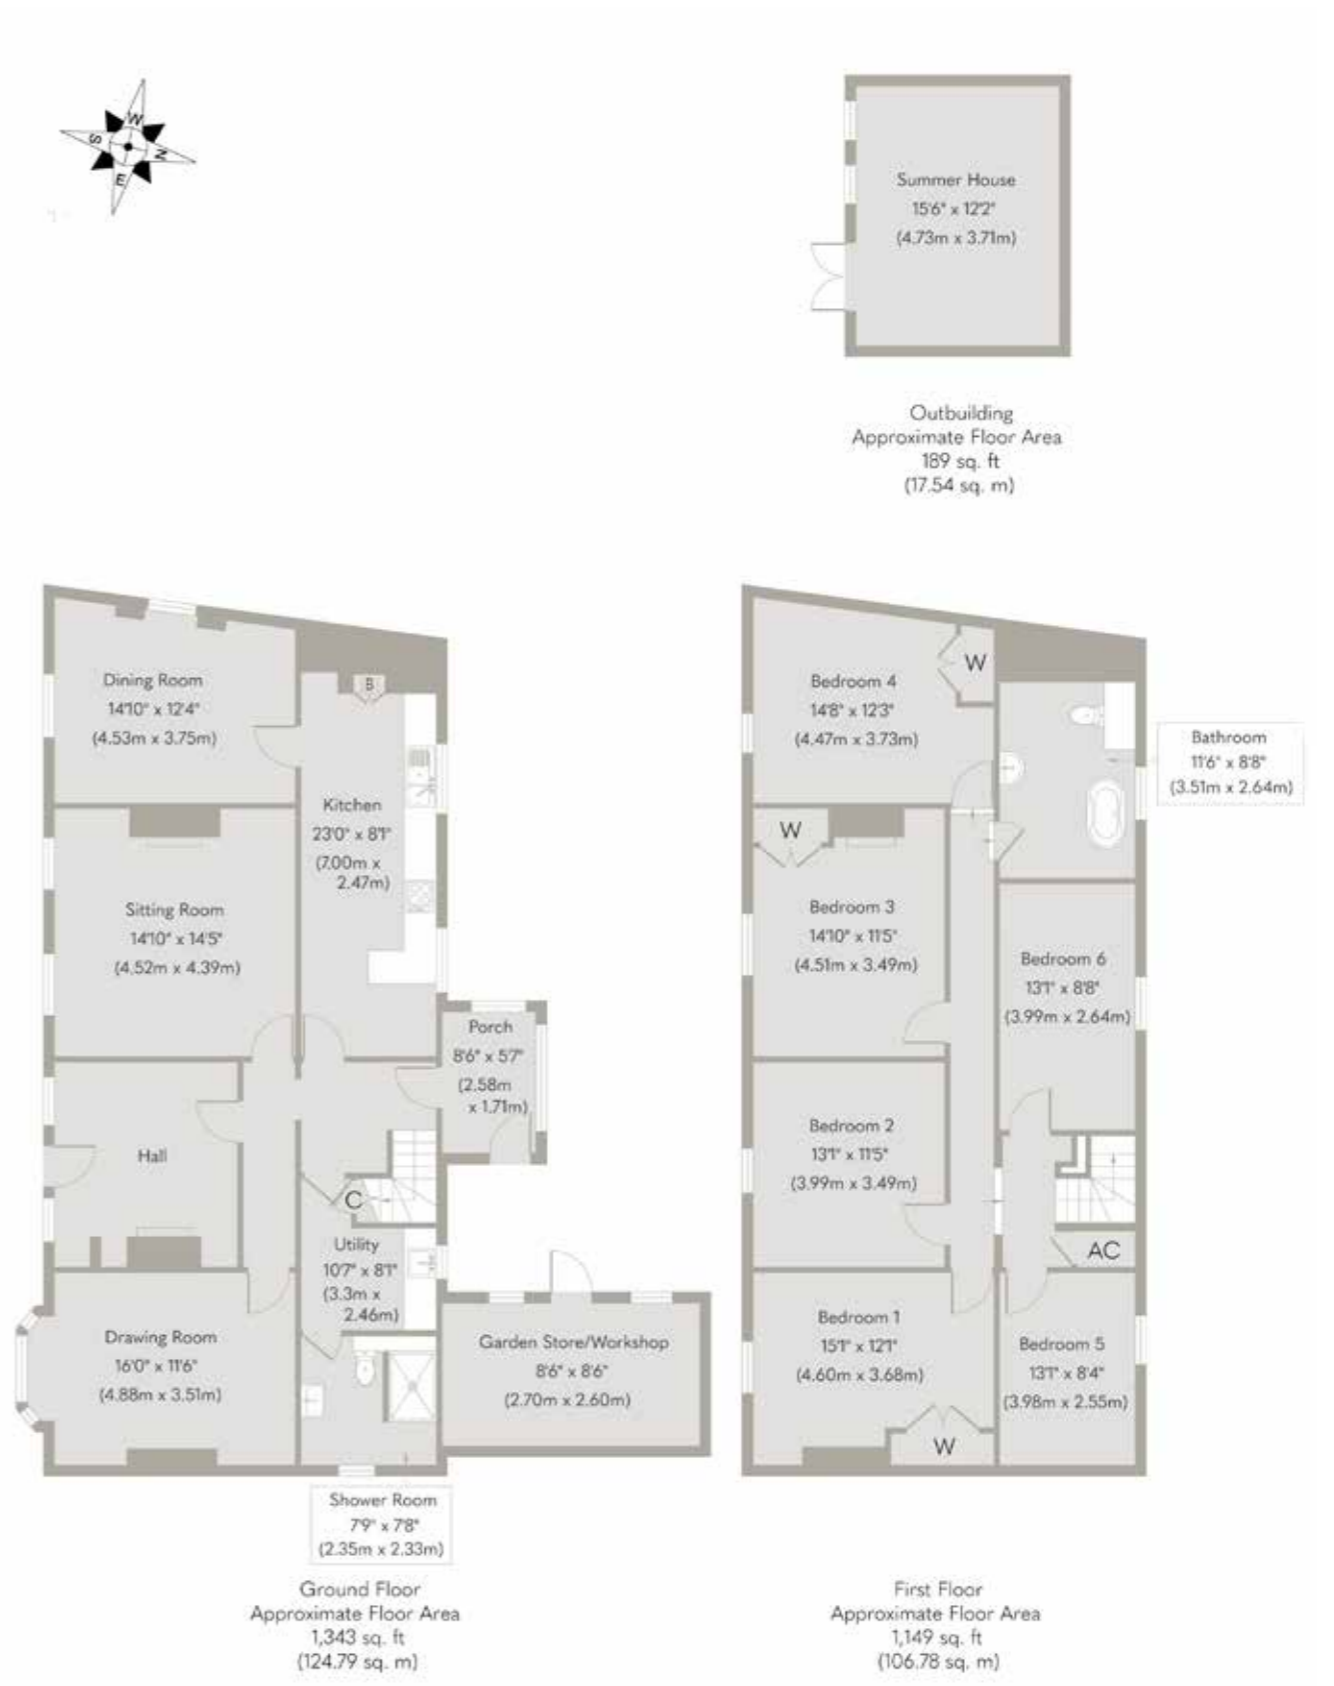 W
S
N
E
Summer House
15'6" x 12'2"
(4.73m x 3.71m)
Outbuilding
Approximate Floor Area
189 sq. ft
(17.54 sq. m)
Dining Room
14'10" x 12'4"
(4.53m x 3.75m)
B
Kitchen
23'0" x 8'1"
(7.00m x
2.47m)
Sitting Room
14'10" x 14'5"
(4.52m x 4.39m)
Porch
8'6" x 5'7"
(2.58m
x 1.71m)
Hall
C
Utility
10'7" x 8'1"
(3.3m x
2.46m)
Drawing Room
16'0" x 11'6"
(4.88m x 3.51m)
Garden Store/Workshop
8'6" x 8'6"
(2.70m x 2.60m)
Shower Room
7'9" x 7'8"
(2.35m x 2.33m)
Ground Floor
Approximate Floor Area
1,343 sq. ft
(124.79 sq. m)
W
Bedroom 4
14'8" x 12'3"
(4.47m x 3.73m)
Bathroom
11'6" x 8'8"
(3.51m x 2.64m)
W
Bedroom 3
14'10" x 11'5"
(4.51m x 3.49m)
Bedroom 6
13'1" x 8'8"
(3.99m x 2.64m)
Bedroom 2
13'1" x 11'5"
(3.99m x 3.49m)
AC
Bedroom 1
15'1" x 12'1"
(4.60m x 3.68m)
Bedroom 5
13'1" x 8'4"
(3.98m x 2.55m)
W
First Floor
Approximate Floor Area
1,149 sq. ft
(106.78 sq. m)